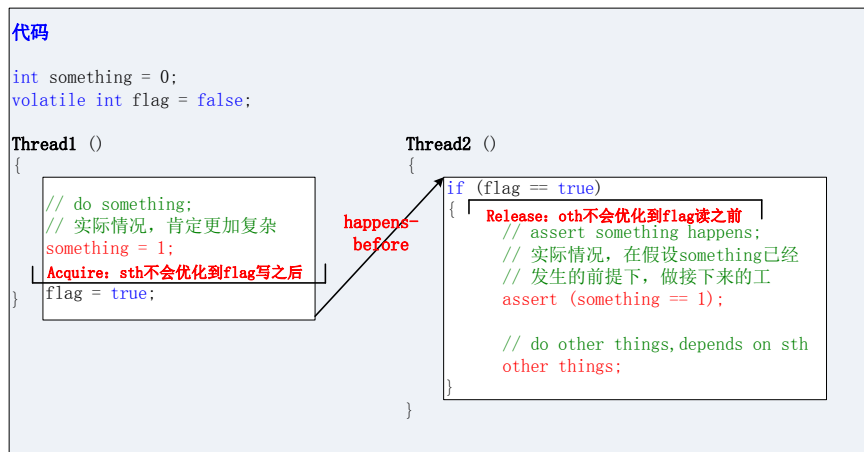 代码
int something = 0;
volatile int flag = false;
Thread1 ()
{
// do something;
// 实际情况，肯定更加复杂
something = 1;
Acquire：sth不会优化到flag写之后
flag = true;
}
happens-
before
Thread2 ()
{
if (flag == true)
{
Release：oth不会优化到flag读之前
// assert something happens;
// 实际情况，在假设something已经
// 发生的前提下，做接下来的工
assert (something == 1);
// do other things,depends on sth
other things;
}
}